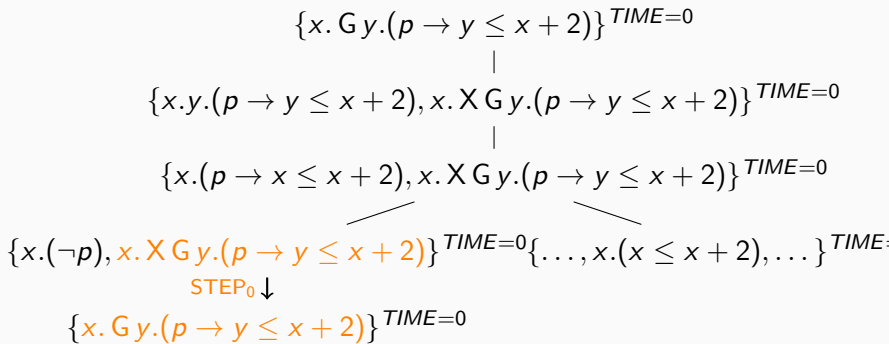 {x. G y.(p → y ≤ x + 2)}^{TIME=0}
{x.y.(p → y ≤ x + 2), x. X G y.(p → y ≤ x + 2)}^{TIME=0}
{x.(p → x ≤ x + 2), x. X G y.(p → y ≤ x + 2)}^{TIME=0}
{x.(¬p), x. X G y.(p → y ≤ x + 2)}^{TIME=0} {…, x.(x ≤ x + 2), …}^{TIME=
STEP₀ ↓
{x. G y.(p → y ≤ x + 2)}^{TIME=0}